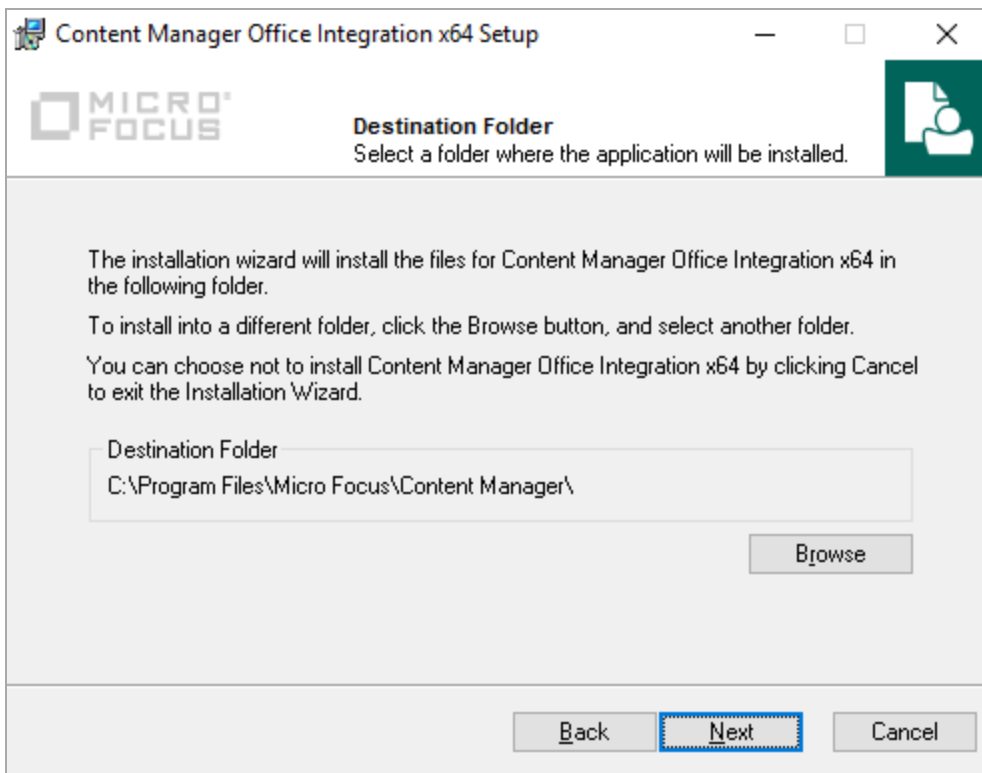 Content Manager Office Integration x64 Setup
MICRO
FOCUS
Destination Folder
Select a folder where the application will be installed.
The installation wizard will install the files for Content Manager Office Integration x64 in
the following folder.
To install into a different folder, click the Browse button, and select another folder.
You can choose not to install Content Manager Office Integration x64 by clicking Cancel
to exit the Installation Wizard.
Destination Folder
C:\Program Files\Micro Focus\Content Manager\
Browse
Back
Next
Cancel